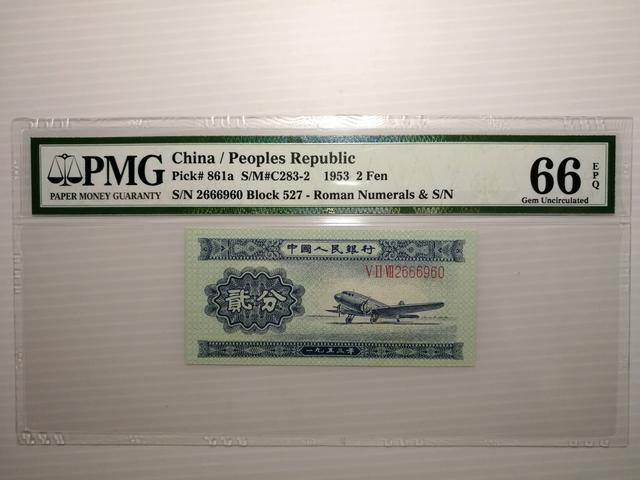 PMG
PAPER MONEY GUARANTY
China / Peoples Republic
Pick# 861a S/M#C283-2 1953 2 Fen
S/N 2666960 Block 527 - Roman Numerals & S/N
66 EPQ
Gem Uncirculated
中國人民銀行
V II VII 2666960
貳分
一九五三年